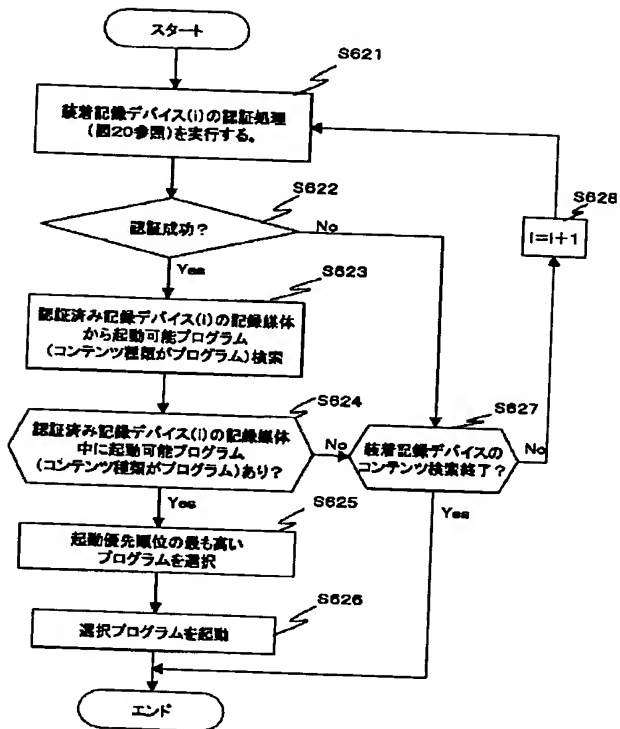 スタート
S621
装着記録デバイス(i)の認証処理
(図20参照)を実行する。
S622
認証成功?
No
Yes
S628
i=i+1
S623
認証済み記録デバイス(i)の記録媒体
から起動可能プログラム
(コンテンツ種類がプログラム)検索
S624
認証済み記録デバイス(i)の記録媒体
中に起動可能プログラム
(コンテンツ種類がプログラム)あり?
No
Yes
S627
装着記録デバイスの
コンテンツ検索終了?
No
Yes
S625
起動優先順位の最も高い
プログラムを選択
S626
選択プログラムを起動
エンド